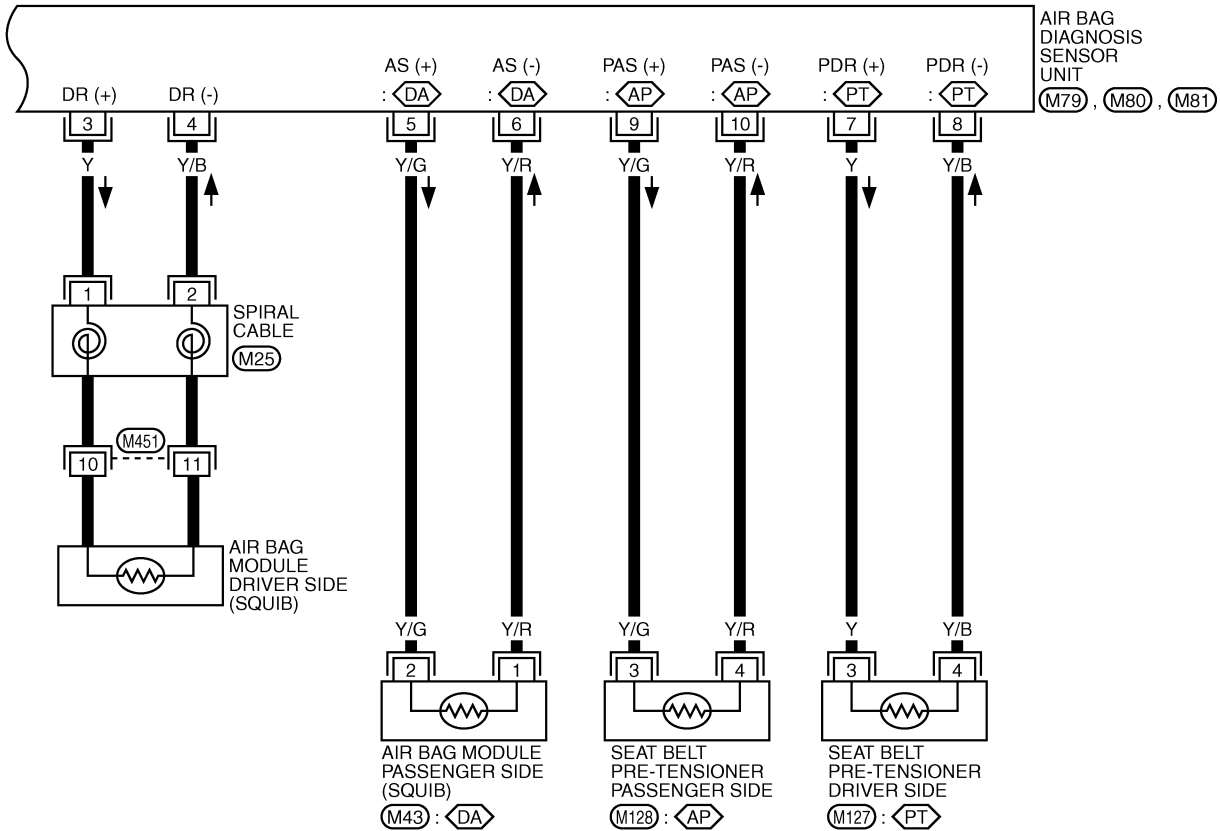 AIR BAG
DIAGNOSIS
SENSOR
UNIT
M79 , M80 , M81
AS (+) AS (-) PAS (+) PAS (-) PDR (+) PDR (-)
DR (+) DR (-) : DA : DA : AP : AP : PT : PT
3 4 5 6 9 10 7 8
Y Y/B Y/G Y/R Y/G Y/R Y Y/B
1 2
SPIRAL
CABLE
M25
M451
10 11
AIR BAG
MODULE
DRIVER SIDE
(SQUIB)
Y/G Y/R Y/G Y/R Y Y/B
2 1 3 4 3 4
AIR BAG MODULE
PASSENGER SIDE
(SQUIB)
M43 : DA
SEAT BELT
PRE-TENSIONER
PASSENGER SIDE
M128 : AP
SEAT BELT
PRE-TENSIONER
DRIVER SIDE
M127 : PT